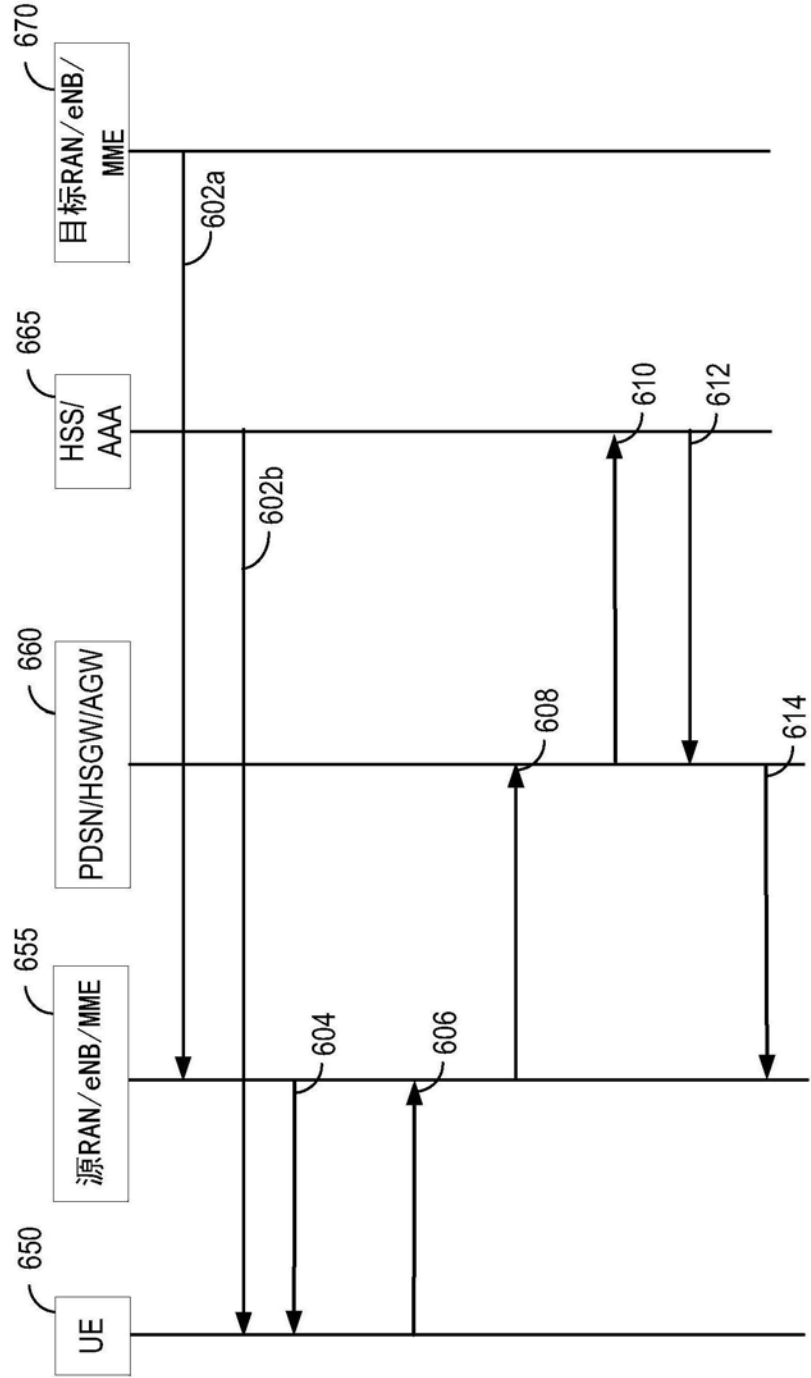 650
UE
655
源RAN/eNB/MME
660
PDSN/HSGW/AGW
665
HSS/
AAA
670
目标RAN/eNB/
MME
602a
602b
604
606
608
610
612
614